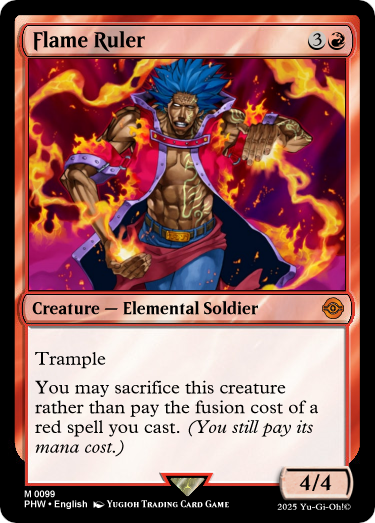 Flame Ruler 3
Creature — Elemental Soldier
Trample
You may sacrifice this creature
rather than pay the fusion cost of a
red spell you cast. (You still pay its
mana cost.)
4/4
M 0099
PHW • English Yugioh Trading Card Game
2025 Yu-Gi-Oh!©